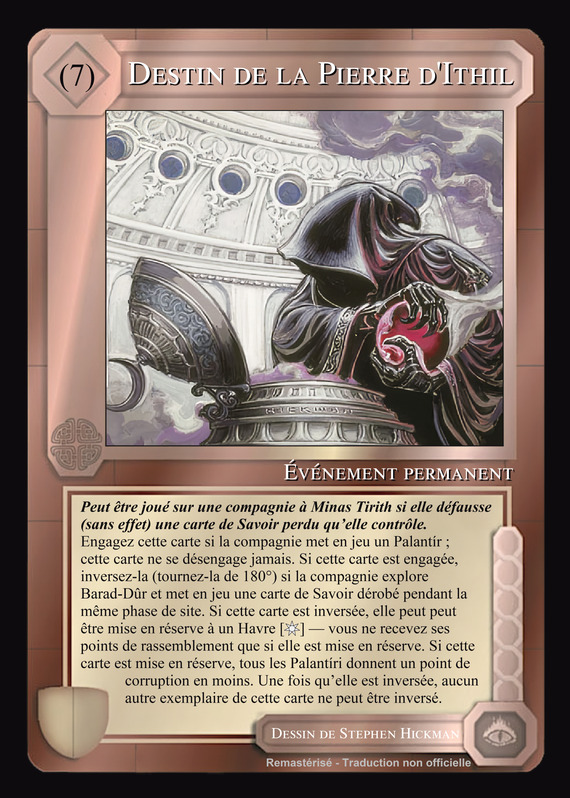 (7)
Destin de la Pierre d'Ithil
HICKMAN
Événement permanent
Peut être joué sur une compagnie à Minas Tirith si elle défausse
(sans effet) une carte de Savoir perdu qu'elle contrôle.
Engagez cette carte si la compagnie met en jeu un Palantír ;
cette carte ne se désengage jamais. Si cette carte est engagée,
inversez-la (tournez-la de 180°) si la compagnie explore
Barad-Dûr et met en jeu une carte de Savoir dérobé pendant la
même phase de site. Si cette carte est inversée, elle peut peut
être mise en réserve à un Havre [ ] — vous ne recevez ses
points de rassemblement que si elle est mise en réserve. Si cette
carte est mise en réserve, tous les Palantíri donnent un point de
corruption en moins. Une fois qu'elle est inversée, aucun
autre exemplaire de cette carte ne peut être inversé.
Dessin de Stephen Hickman
Remastérisé - Traduction non officielle